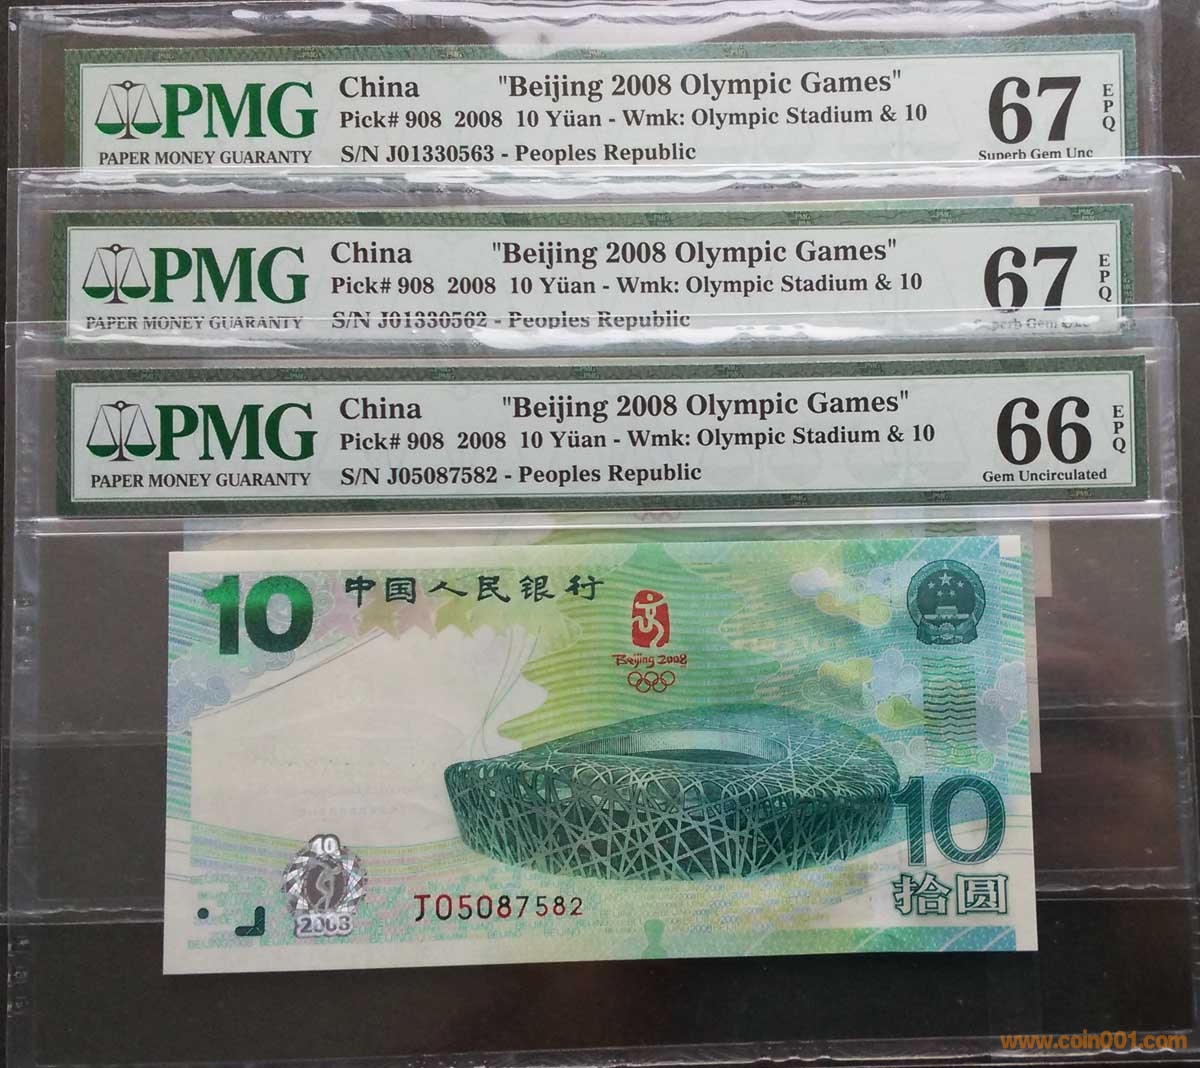 PMG
PAPER MONEY GUARANTY
China "Beijing 2008 Olympic Games"
Pick# 908 2008 10 Yüan - Wmk: Olympic Stadium & 10
S/N J01330563 - Peoples Republic
67
EPQ
Superb Gem Unc
PMG
PAPER MONEY GUARANTY
China "Beijing 2008 Olympic Games"
Pick# 908 2008 10 Yüan - Wmk: Olympic Stadium & 10
S/N J01330562 - Peoples Republic
67
EPQ
Superb Gem Unc
PMG
PAPER MONEY GUARANTY
China "Beijing 2008 Olympic Games"
Pick# 908 2008 10 Yüan - Wmk: Olympic Stadium & 10
S/N J05087582 - Peoples Republic
66
EPQ
Gem Uncirculated
10 中国人民银行
Beijing 2008
10
拾圆
10
2008
J05087582
www.coin001.com